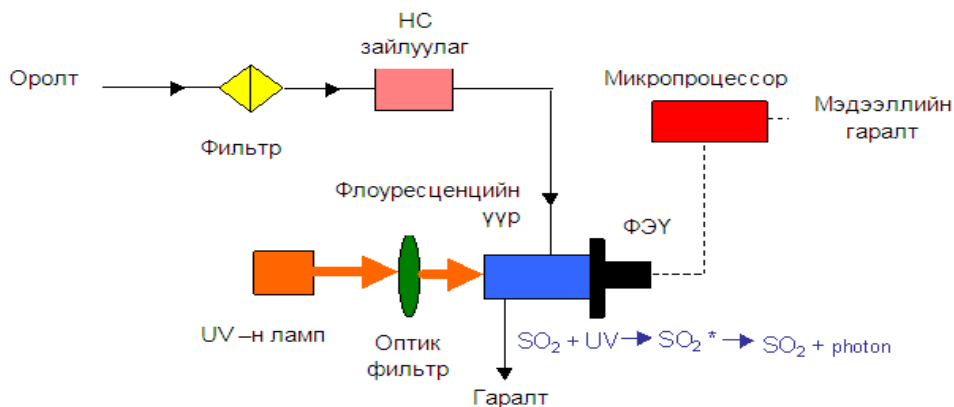 НС
зайлуулаг
Оролт
Микропроцессор
Мэдээллийн
гаралт
Фильтр
Флоуресценцийн
үүр
ФЭҮ
UV –н ламп
Оптик
фильтр
SO₂ + UV → SO₂ * → SO₂ + photon
Гаралт